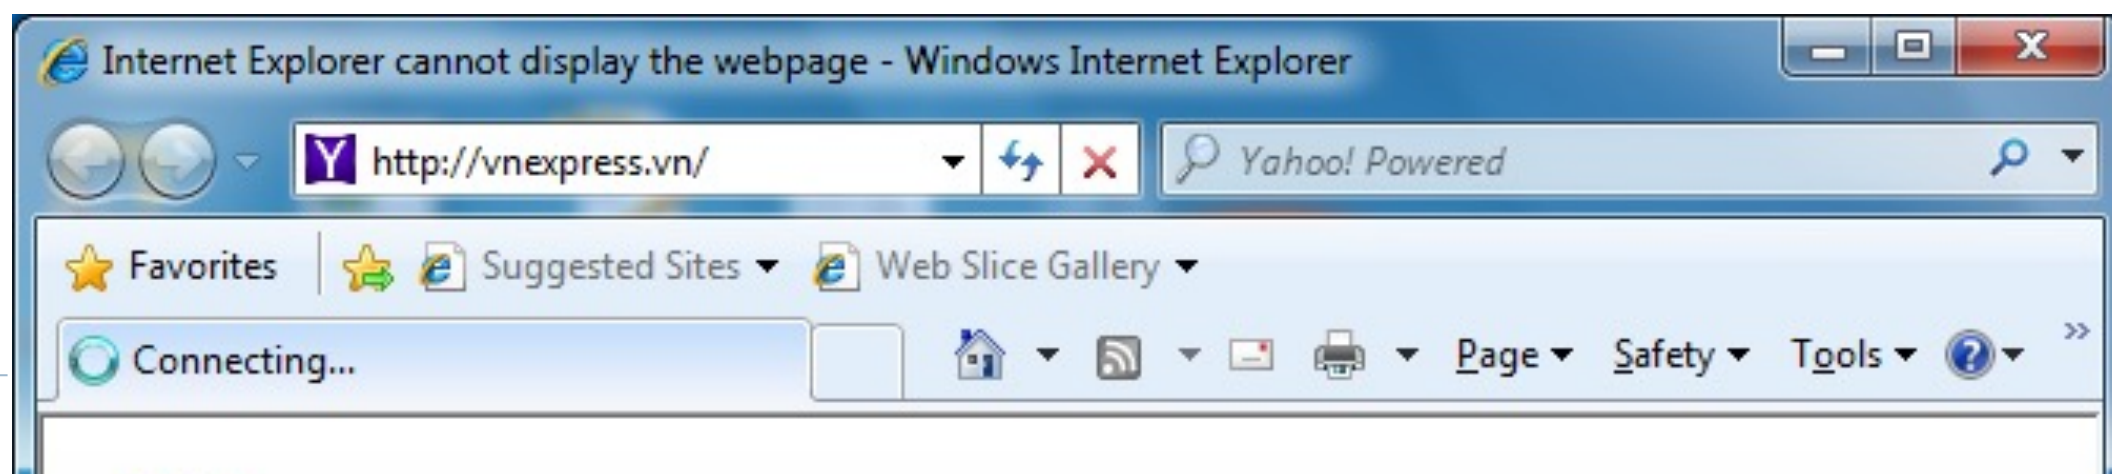 Internet Explorer cannot display the webpage - Windows Internet Explorer
http://vnexpress.vn/ Yahoo! Powered
Favorites Suggested Sites Web Slice Gallery
Connecting... Page Safety Tools